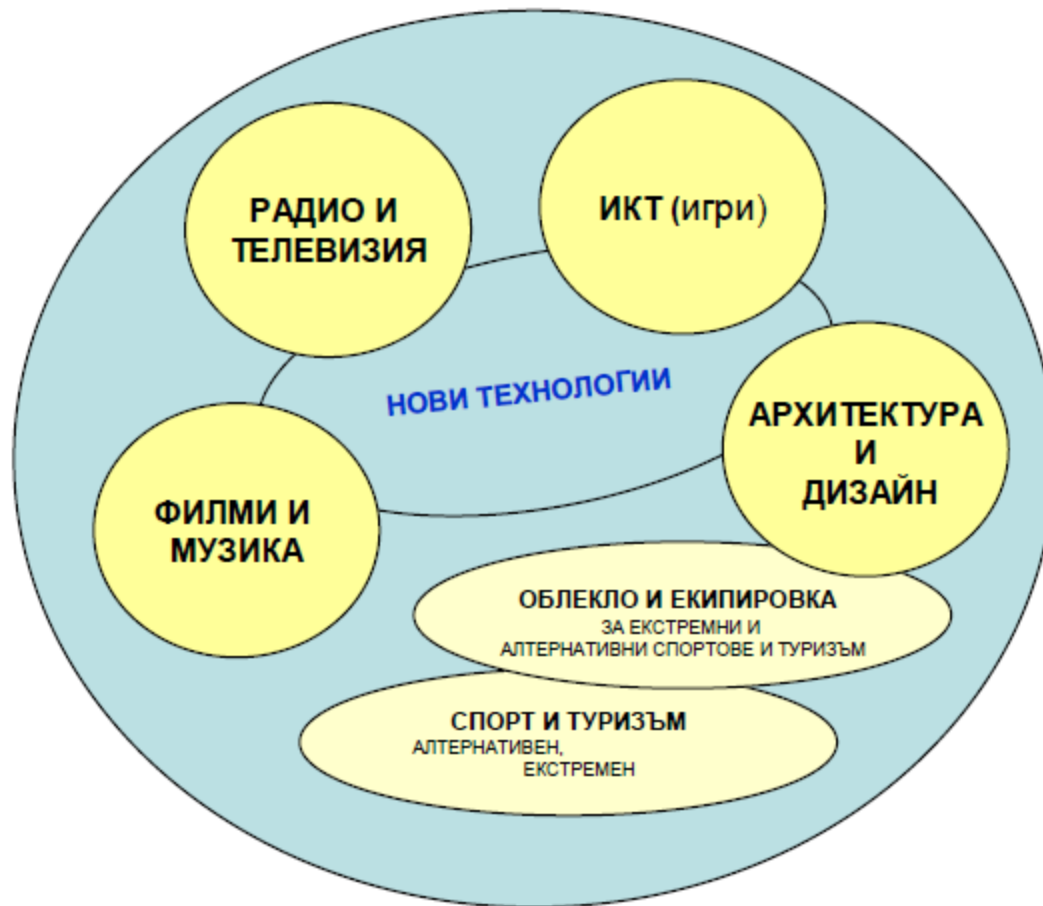 РАДИО И
ТЕЛЕВИЗИЯ
ИКТ (игри)
НОВИ ТЕХНОЛОГИИ
АРХИТЕКТУРА
И
ДИЗАЙН
ФИЛМИ И
МУЗИКА
ОБЛЕКЛО И ЕКИПИРОВКА
ЗА ЕКСТРЕМНИ И
АЛТЕРНАТИВНИ СПОРТОВЕ И ТУРИЗЪМ
СПОРТ И ТУРИЗЪМ
АЛТЕРНАТИВЕН,
ЕКСТРЕМЕН